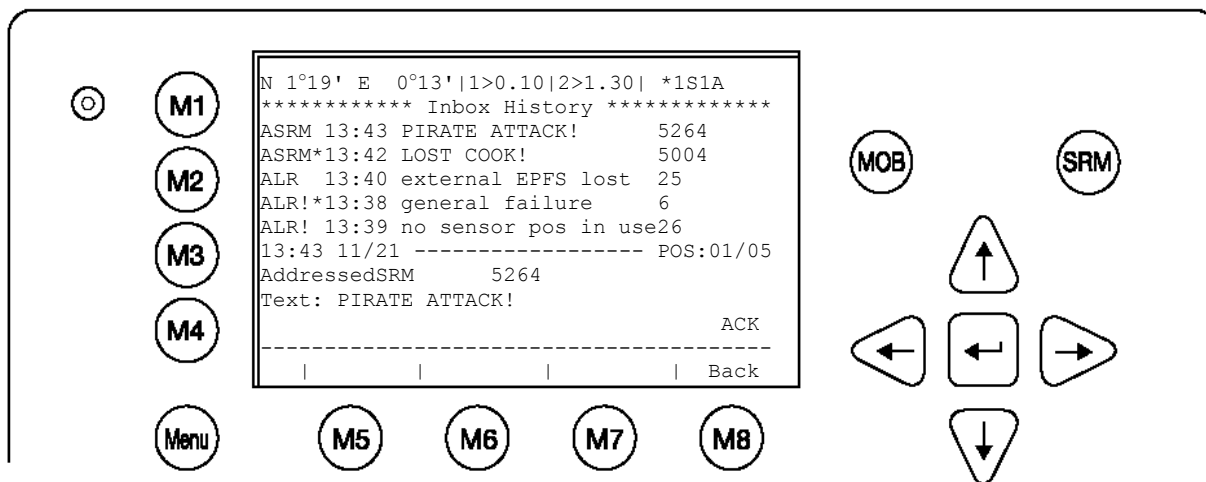 N 1°19' E  0°13'|1>0.10|2>1.30| *1S1A
************ Inbox History *************
ASRM 13:43 PIRATE ATTACK!     5264
ASRM*13:42 LOST COOK!         5004
ALR  13:40 external EPFS lost  25
ALR!*13:38 general failure     6
ALR! 13:39 no sensor pos in use26
13:43 11/21 ------------------ POS:01/05
AddressedSRM      5264
Text: PIRATE ATTACK!
ACK
----------------------------------------
|        |         |         |  Back
M1
M2
M3
M4
Menu
M5
M6
M7
M8
MOB
SRM